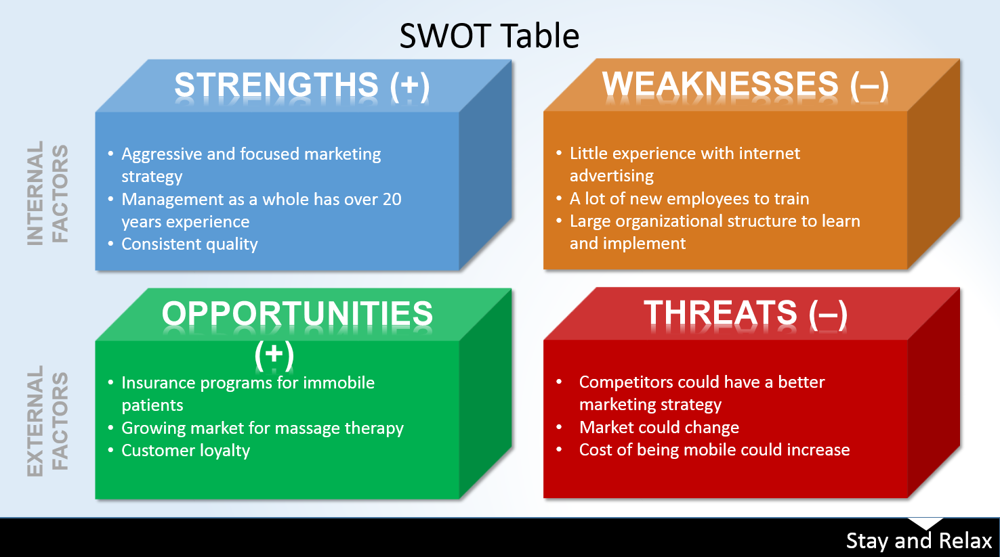 SWOT Table
STRENGTHS (+)
WEAKNESSES (–)
INTERNAL
FACTORS
• Aggressive and focused marketing
strategy
• Management as a whole has over 20
years experience
• Consistent quality
• Little experience with internet
advertising
• A lot of new employees to train
• Large organizational structure to learn
and implement
OPPORTUNITIES
(+)
THREATS (–)
EXTERNAL
FACTORS
• Insurance programs for immobile
patients
• Growing market for massage therapy
• Customer loyalty
• Competitors could have a better
marketing strategy
• Market could change
• Cost of being mobile could increase
Stay and Relax